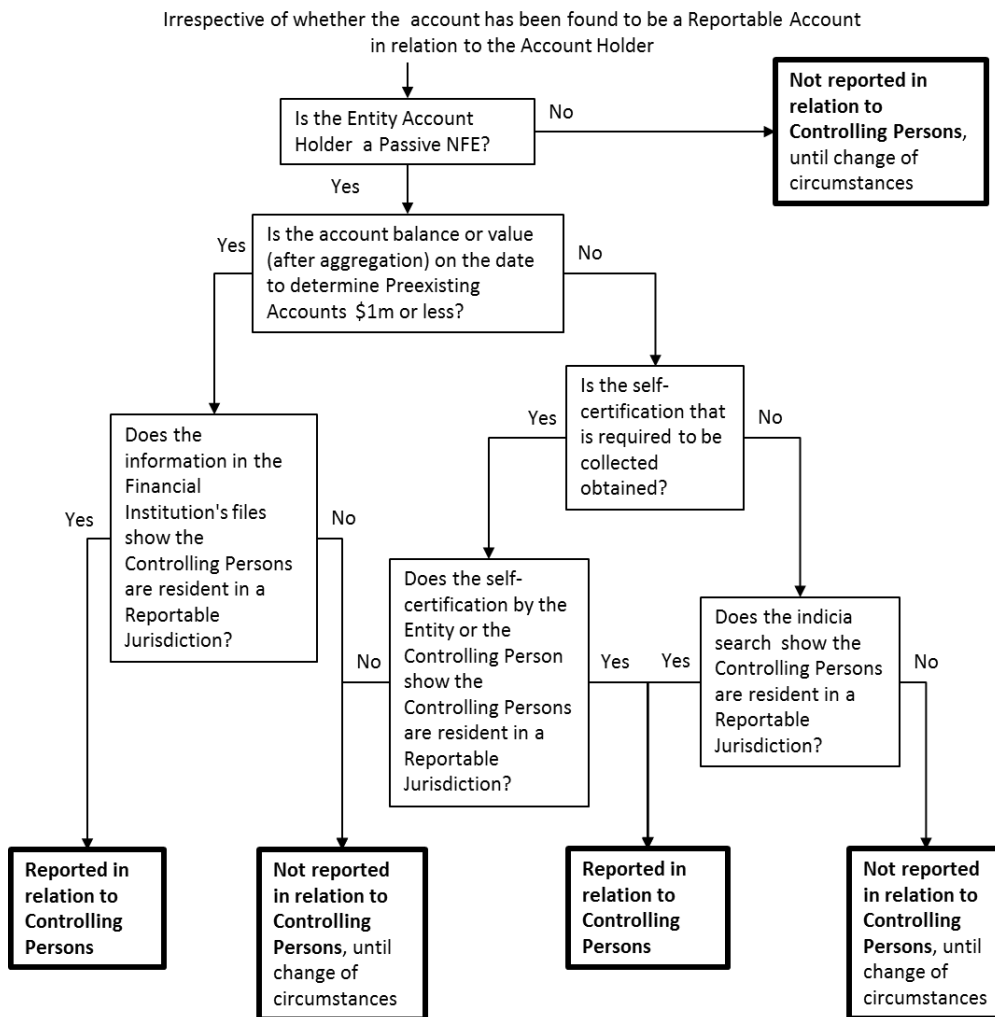 Irrespective of whether the account has been found to be a Reportable Account
in relation to the Account Holder
Is the Entity Account
Holder a Passive NFE?
No
Not reported in
relation to
Controlling Persons,
until change of
circumstances
Yes
Is the account balance or value
(after aggregation) on the date
to determine Preexisting
Accounts $1m or less?
Yes
No
Is the self-
certification that
is required to be
collected
obtained?
Yes
No
Does the
information in the
Financial
Institution's files
show the
Controlling Persons
are resident in a
Reportable
Jurisdiction?
Yes
No
Does the self-
certification by the
Entity or the
Controlling Person
show the
Controlling Persons
are resident in a
Reportable
Jurisdiction?
No
Yes
Does the indicia
search show the
Controlling Persons
are resident in a
Reportable
Jurisdiction?
Yes
No
Reported in
relation to
Controlling
Persons
Not reported
in relation to
Controlling
Persons, until
change of
circumstances
Reported in
relation to
Controlling
Persons
Not reported
in relation to
Controlling
Persons, until
change of
circumstances